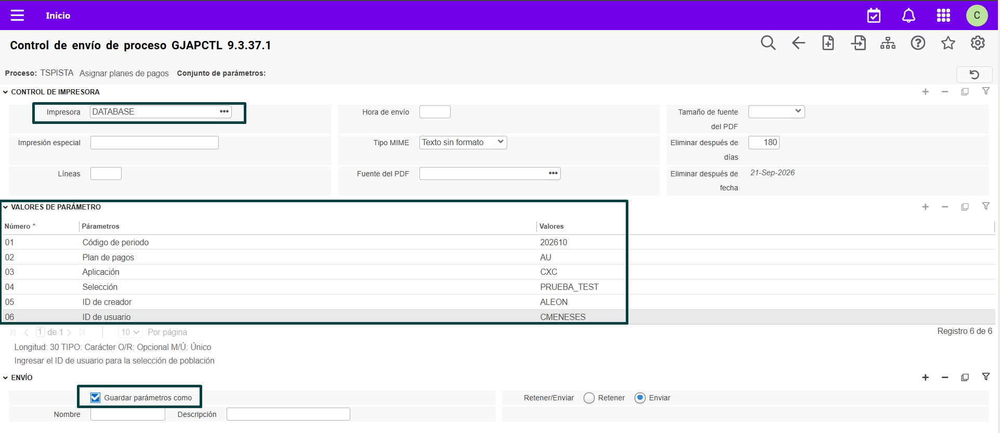 Inicio
C
Control de envío de proceso GJAPCTL 9.3.37.1
Proceso: TSPISTA Asignar planes de pagos Conjunto de parámetros:
CONTROL DE IMPRESORA
Impresora DATABASE ••• Hora de envío Tamaño de fuente del PDF
Impresión especial Tipo MIME Texto sin formato Eliminar después de días 180
Líneas Fuente del PDF ••• Eliminar después de fecha 21-Sep-2026
VALORES DE PARÁMETRO
Número * Párametros Valores
01 Código de periodo 202610
02 Plan de pagos AU
03 Aplicación CXC
04 Selección PRUEBA_TEST
05 ID de creador ALEON
06 ID de usuario CMENESES
1 de 1 10 Por página Registro 6 de 6
Longitud: 30 TIPO: Carácter O/R: Opcional M/Ú: Único
Ingresar el ID de usuario para la selección de población
ENVÍO
Guardar parámetros como Retener/Enviar Retener Enviar
Nombre Descripción